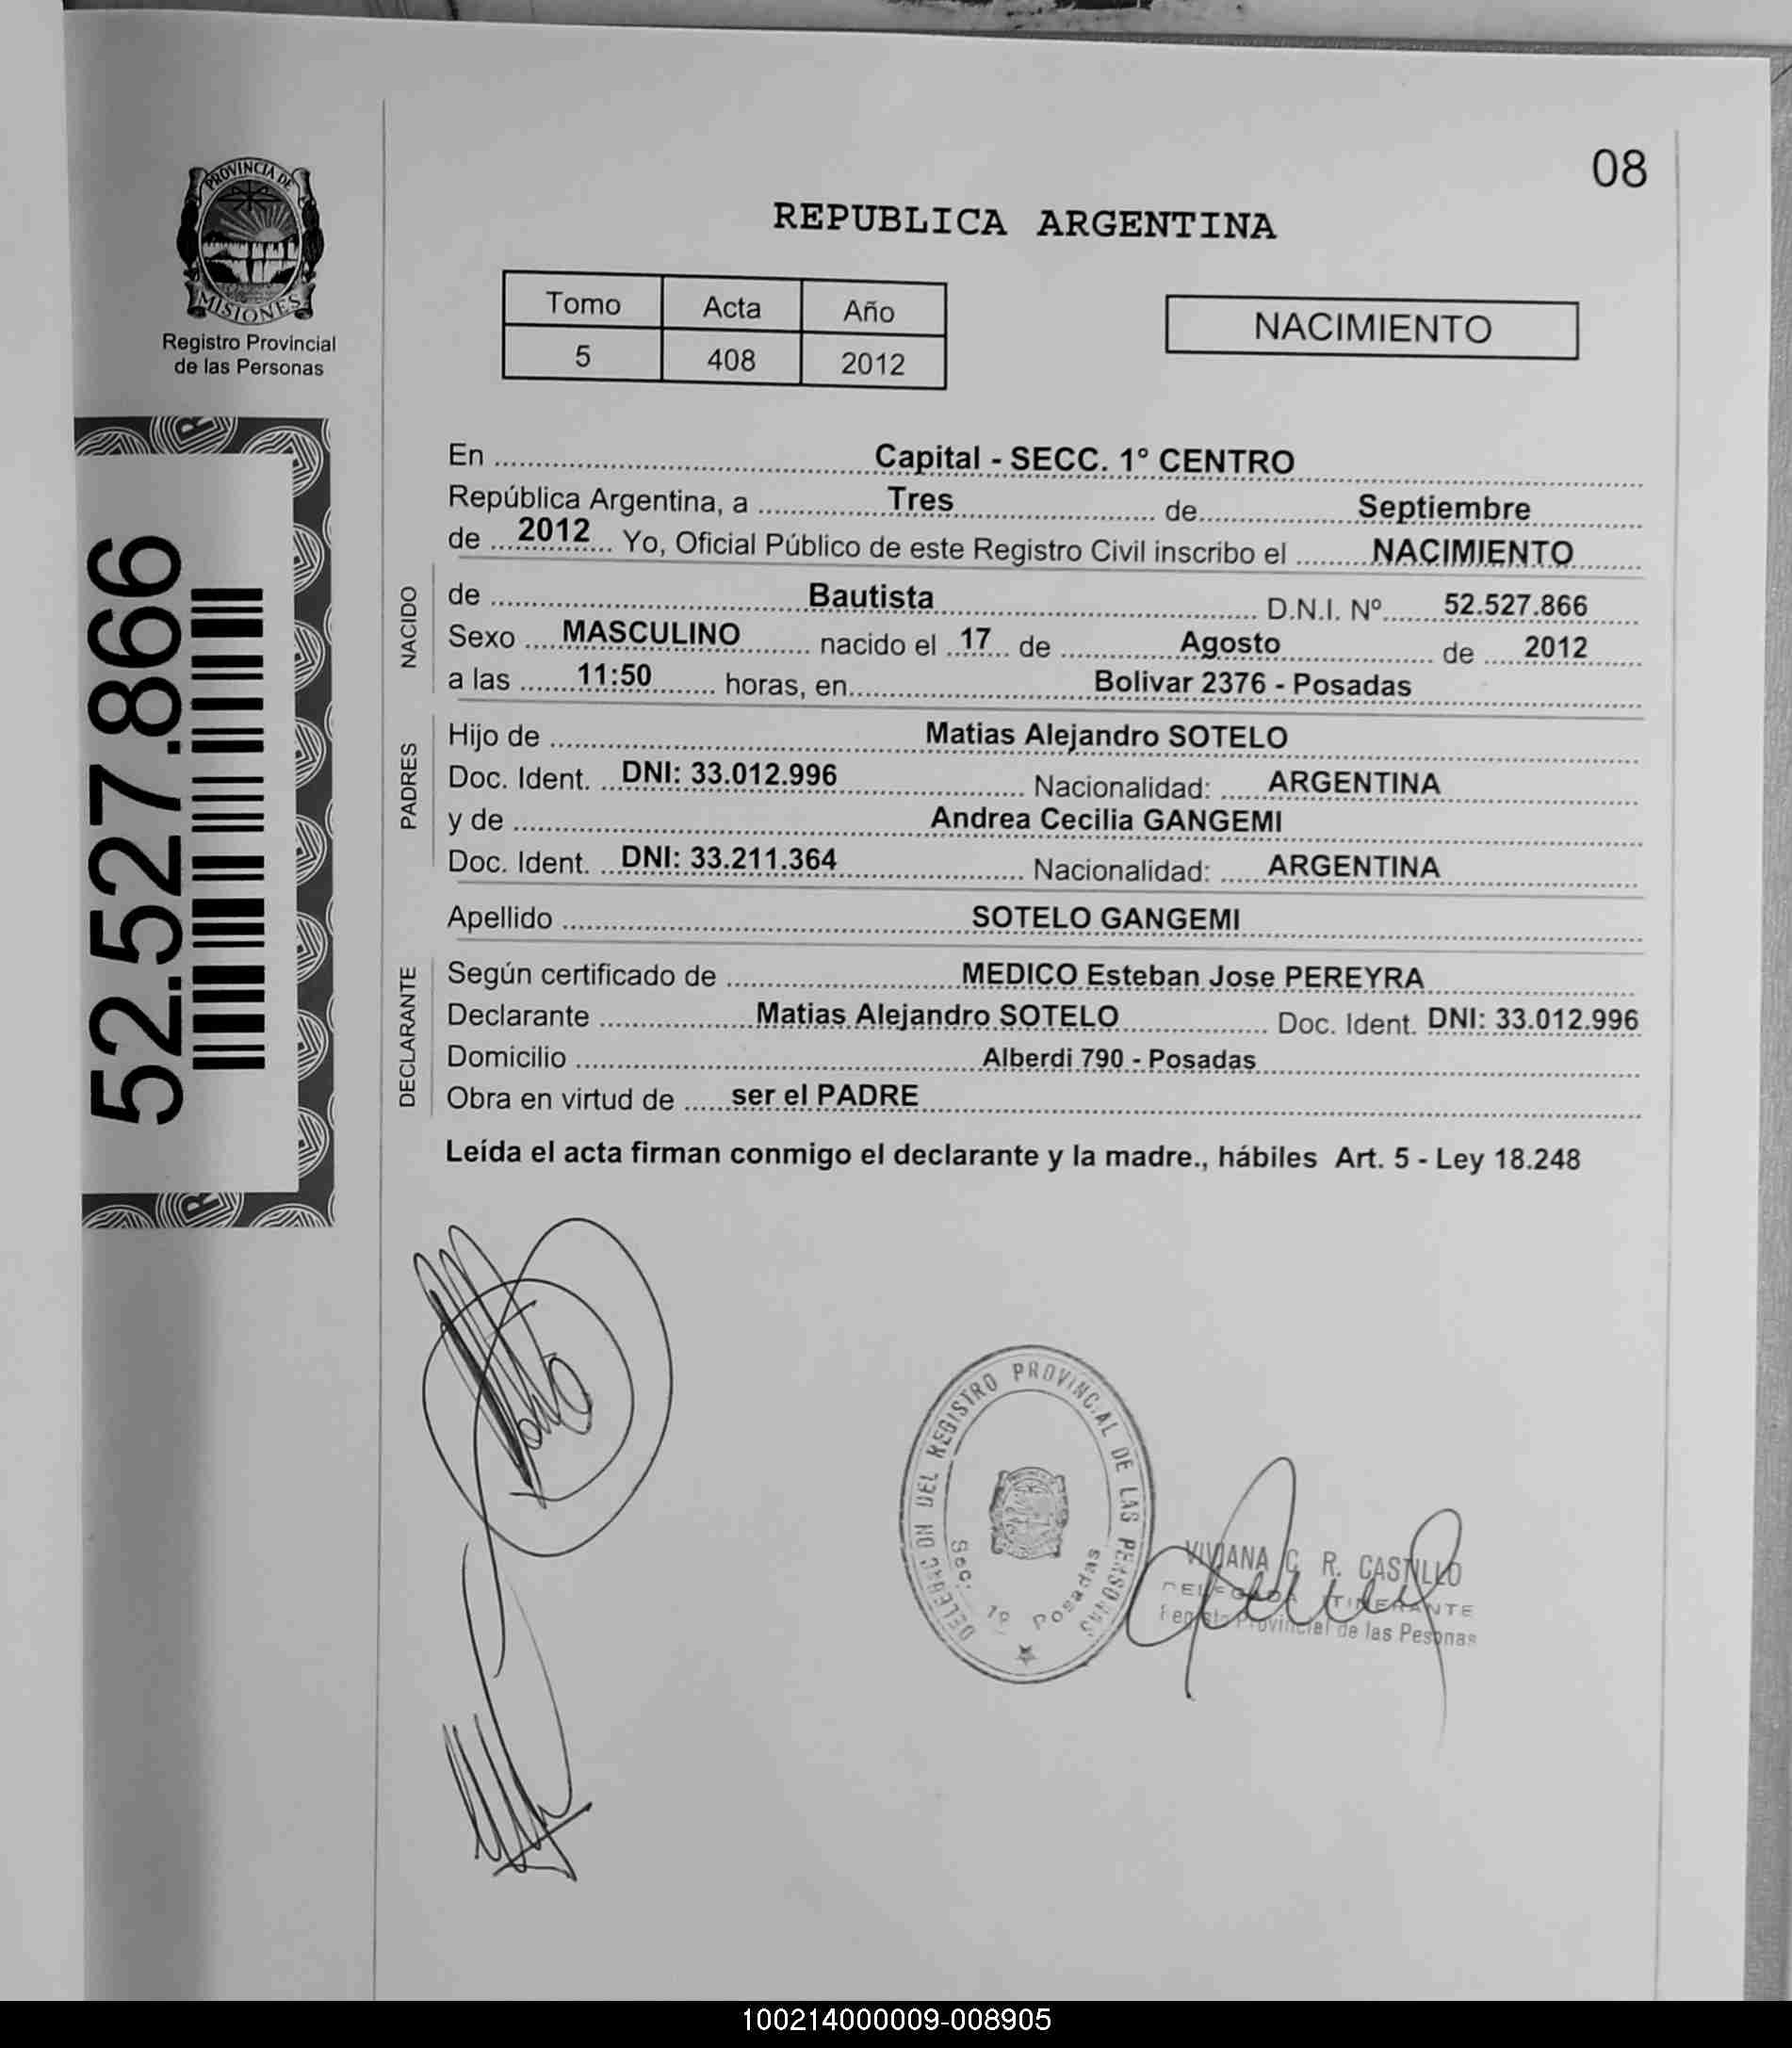 08
PROVINCIA DE
MISIONES
Registro Provincial
de las Personas
REPUBLICA ARGENTINA
Tomo Acta Año
5 408 2012
NACIMIENTO
52.527.866
En Capital - SECC. 1° CENTRO
República Argentina, a Tres de Septiembre
de 2012 Yo, Oficial Público de este Registro Civil inscribo el NACIMIENTO
NACIDO
de Bautista D.N.I. Nº 52.527.866
Sexo MASCULINO nacido el 17 de Agosto de 2012
a las 11:50 horas, en Bolivar 2376 - Posadas
PADRES
Hijo de Matias Alejandro SOTELO
Doc. Ident. DNI: 33.012.996 Nacionalidad: ARGENTINA
y de Andrea Cecilia GANGEMI
Doc. Ident. DNI: 33.211.364 Nacionalidad: ARGENTINA
Apellido SOTELO GANGEMI
DECLARANTE
Según certificado de MEDICO Esteban Jose PEREYRA
Declarante Matias Alejandro SOTELO Doc. Ident. DNI: 33.012.996
Domicilio Alberdi 790 - Posadas
Obra en virtud de ser el PADRE
Leída el acta firman conmigo el declarante y la madre., hábiles Art. 5 - Ley 18.248
DELEGACION DEL REGISTRO PROVINCIAL DE LAS PERSONAS
Sec. 1ª Posadas
VIVIANA C. R. CASTILLO
DELEGADA ITINERANTE
Registro Provincial de las Pesonas
100214000009-008905